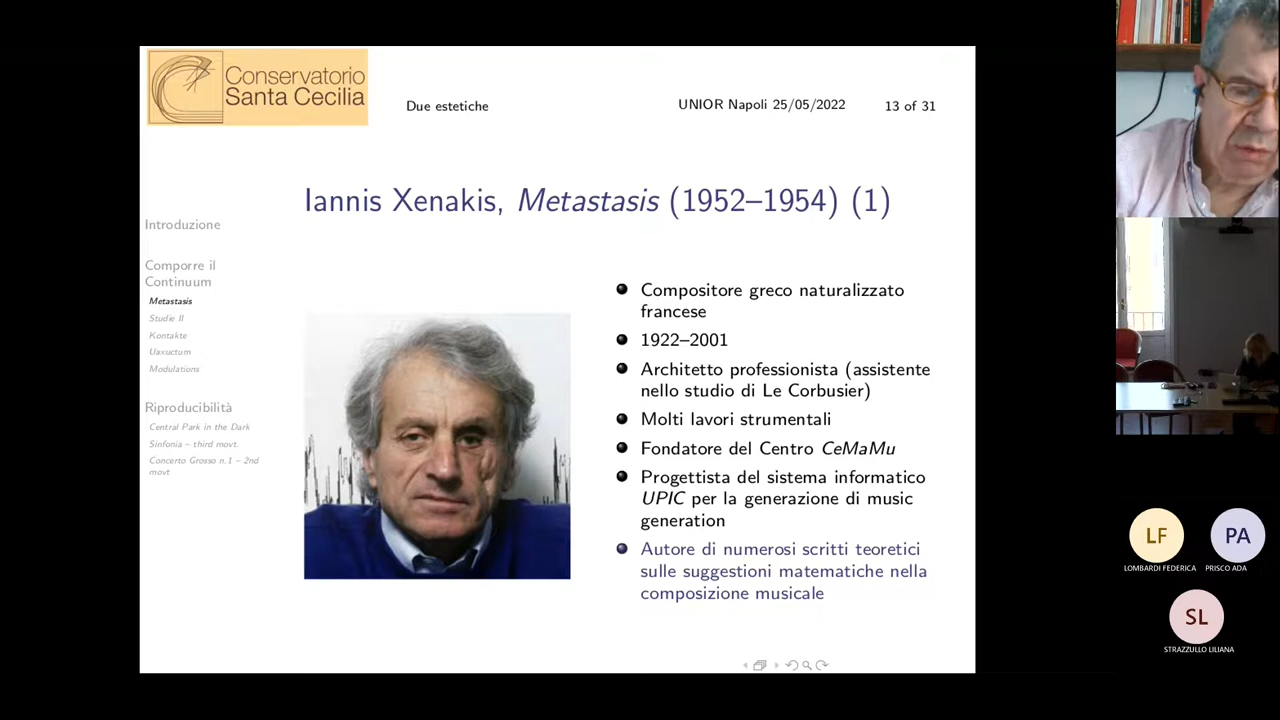 Conservatorio
Santa Cecilia
Due estetiche
UNIOR Napoli 25/05/2022
13 of 31
Iannis Xenakis, Metastasis (1952–1954) (1)
Introduzione
Comporre il
Continuum
Metastasis
Studie II
Kontakte
Uaxuctum
Modulations
Riproducibilità
Central Park in the Dark
Sinfonia – third movt.
Concerto Grosso n.1 – 2nd
movt
Compositore greco naturalizzato
francese
1922–2001
Architetto professionista (assistente
nello studio di Le Corbusier)
Molti lavori strumentali
Fondatore del Centro CeMaMu
Progettista del sistema informatico
UPIC per la generazione di music
generation
Autore di numerosi scritti teoretici
sulle suggestioni matematiche nella
composizione musicale
LF
LOMBARDI FEDERICA
PA
PRISCO ADA
SL
STRAZZULLO LILIANA